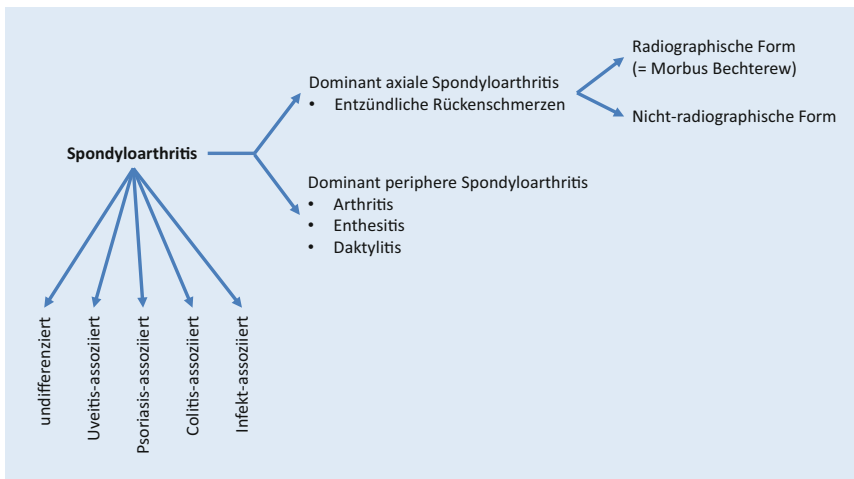 Radiographische Form
(= Morbus Bechterew)
Dominant axiale Spondyloarthritis
• Entzündliche Rückenschmerzen
Nicht-radiographische Form
Spondyloarthritis
Dominant periphere Spondyloarthritis
• Arthritis
• Enthesitis
• Daktylitis
undifferenziert
Uveitis-assoziiert
Psoriasis-assoziiert
Colitis-assoziiert
Infekt-assoziiert